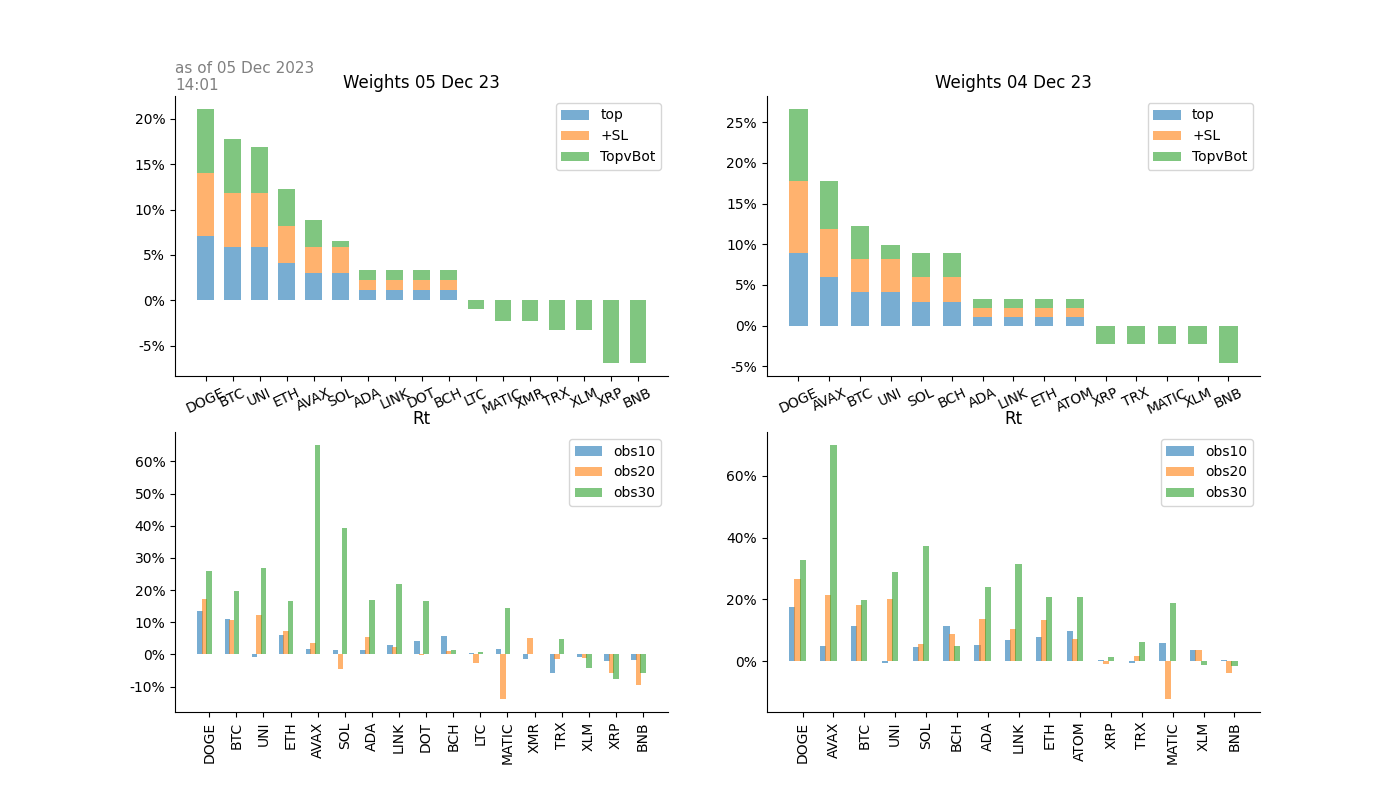 as of 05 Dec 2023
14:01
Weights 05 Dec 23
20%
15%
10%
5%
0%
-5%
top
+SL
TopvBot
DOGE BTC UNI ETH AVAX SOL ADA LINK DOT BCH LTC MATIC XMR TRX XLM XRP BNB
Weights 04 Dec 23
25%
20%
15%
10%
5%
0%
-5%
top
+SL
TopvBot
DOGE AVAX BTC UNI SOL BCH ADA LINK ETH ATOM XRP TRX MATIC XLM BNB
Rt
60%
50%
40%
30%
20%
10%
0%
-10%
obs10
obs20
obs30
DOGE BTC UNI ETH AVAX SOL ADA LINK DOT BCH LTC MATIC XMR TRX XLM XRP BNB
Rt
60%
40%
20%
0%
obs10
obs20
obs30
DOGE AVAX BTC UNI SOL BCH ADA LINK ETH ATOM XRP TRX MATIC XLM BNB